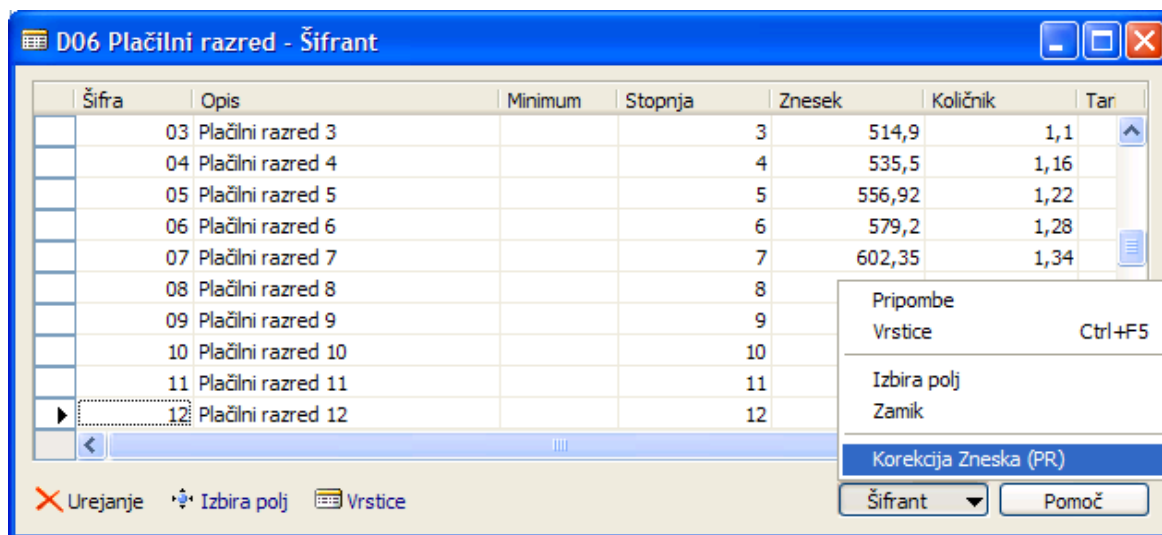 D06 Plačilni razred - Šifrant
Šifra Opis Minimum Stopnja Znesek Količnik Tari
03 Plačilni razred 3 3 514,9 1,1
04 Plačilni razred 4 4 535,5 1,16
05 Plačilni razred 5 5 556,92 1,22
06 Plačilni razred 6 6 579,2 1,28
07 Plačilni razred 7 7 602,35 1,34
08 Plačilni razred 8 8
09 Plačilni razred 9 9
10 Plačilni razred 10 10
11 Plačilni razred 11 11
12 Plačilni razred 12 12
Pripombe
Vrstice Ctrl+F5
Izbira polj
Zamik
Korekcija Zneska (PR)
Urejanje Izbira polj Vrstice Šifrant Pomoč